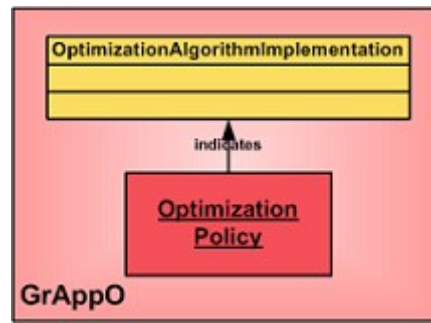 OptimizationAlgorithmImplementation
indicates
Optimization
Policy
GrAppO